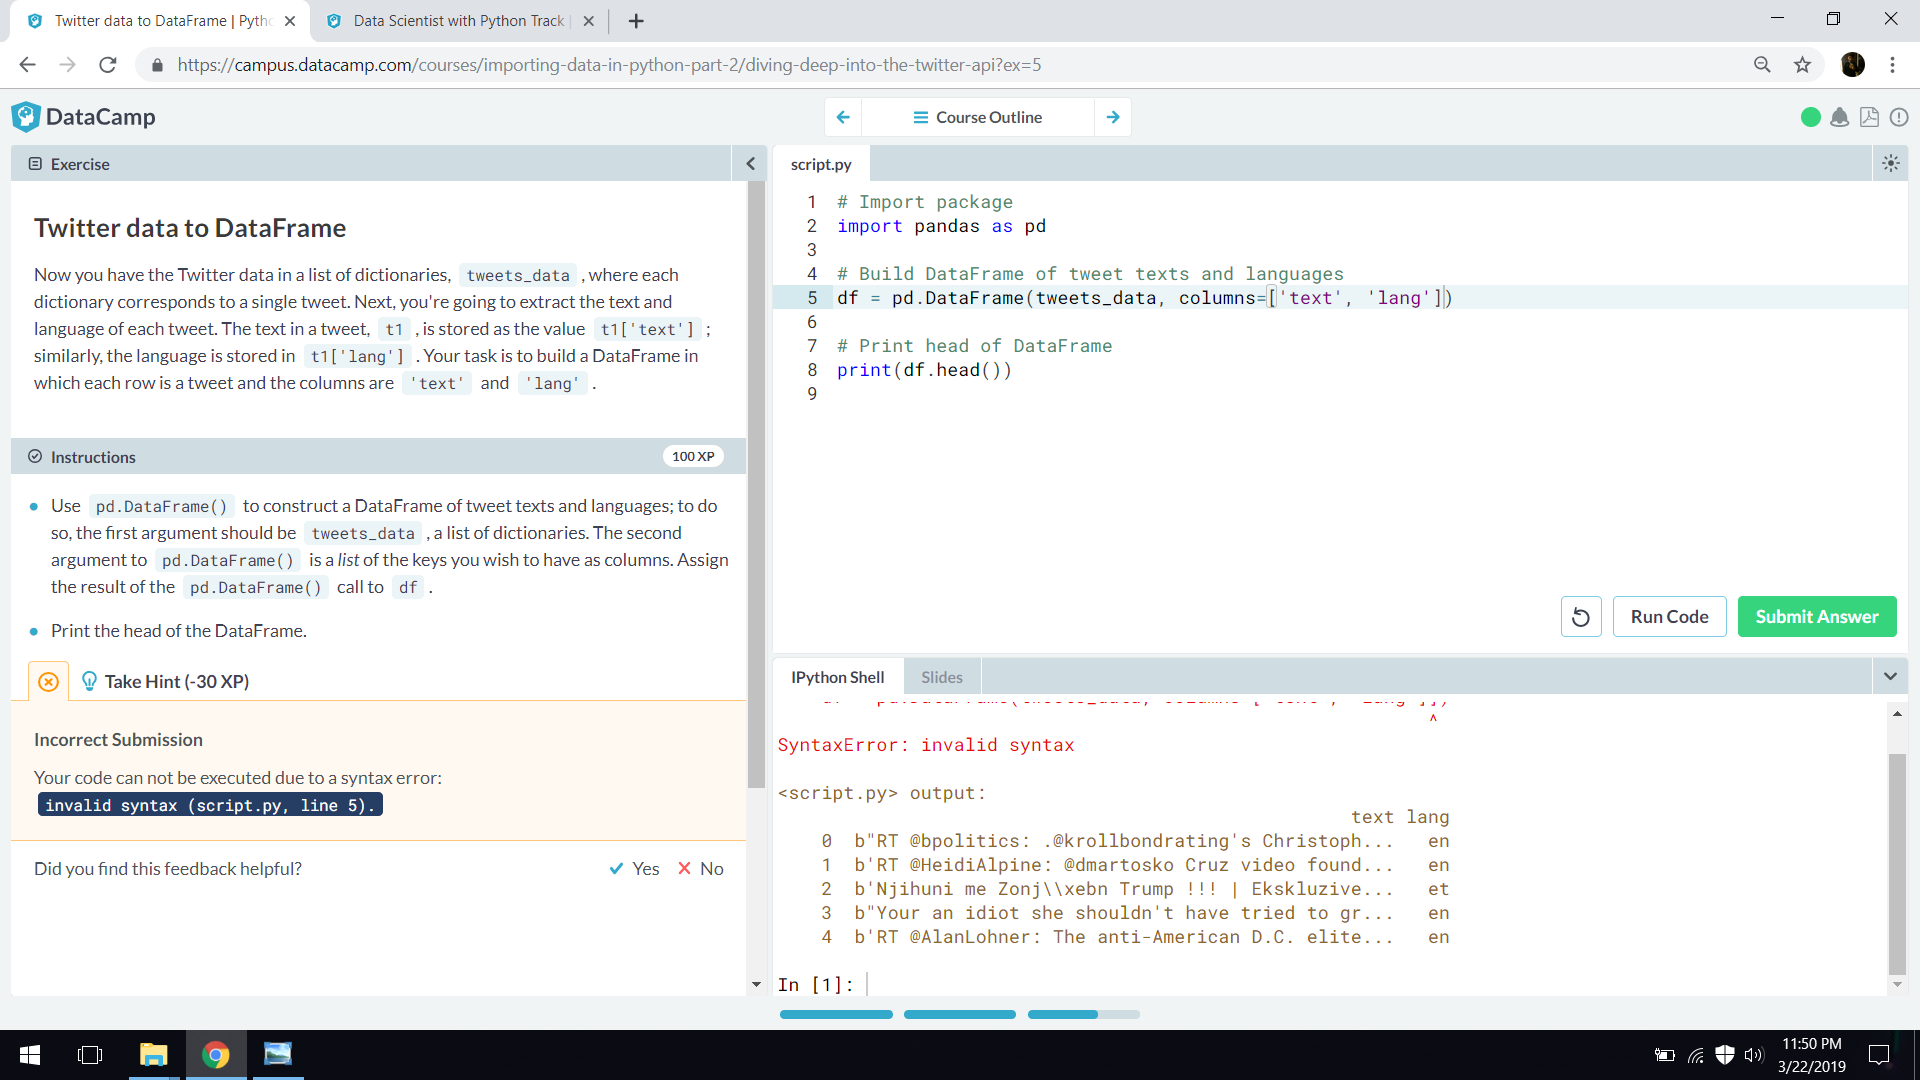 Twitter data to DataFrame | Pyth
Data Scientist with Python Track
https://campus.datacamp.com/courses/importing-data-in-python-part-2/diving-deep-into-the-twitter-api?ex=5
DataCamp
Course Outline
Exercise
Twitter data to DataFrame
Now you have the Twitter data in a list of dictionaries, tweets_data , where each
dictionary corresponds to a single tweet. Next, you're going to extract the text and
language of each tweet. The text in a tweet, t1 , is stored as the value t1['text'] ;
similarly, the language is stored in t1['lang'] . Your task is to build a DataFrame in
which each row is a tweet and the columns are 'text' and 'lang' .
Instructions
100 XP
Use pd.DataFrame() to construct a DataFrame of tweet texts and languages; to do
so, the first argument should be tweets_data , a list of dictionaries. The second
argument to pd.DataFrame() is a list of the keys you wish to have as columns. Assign
the result of the pd.DataFrame() call to df .
Print the head of the DataFrame.
Take Hint (-30 XP)
Incorrect Submission
Your code can not be executed due to a syntax error:
invalid syntax (script.py, line 5).
Did you find this feedback helpful?
Yes
No
script.py
1 # Import package
2 import pandas as pd
3
4 # Build DataFrame of tweet texts and languages
5 df = pd.DataFrame(tweets_data, columns=['text', 'lang'])
6
7 # Print head of DataFrame
8 print(df.head())
9
Run Code
Submit Answer
IPython Shell
Slides
^
SyntaxError: invalid syntax
<script.py> output:
text lang
0 b"RT @bpolitics: .@krollbondrating's Christoph... en
1 b'RT @HeidiAlpine: @dmartosko Cruz video found... en
2 b'Njihuni me Zonj\\xebn Trump !!! | Ekskluzive... et
3 b"Your an idiot she shouldn't have tried to gr... en
4 b'RT @AlanLohner: The anti-American D.C. elite... en
In [1]:
11:50 PM
3/22/2019